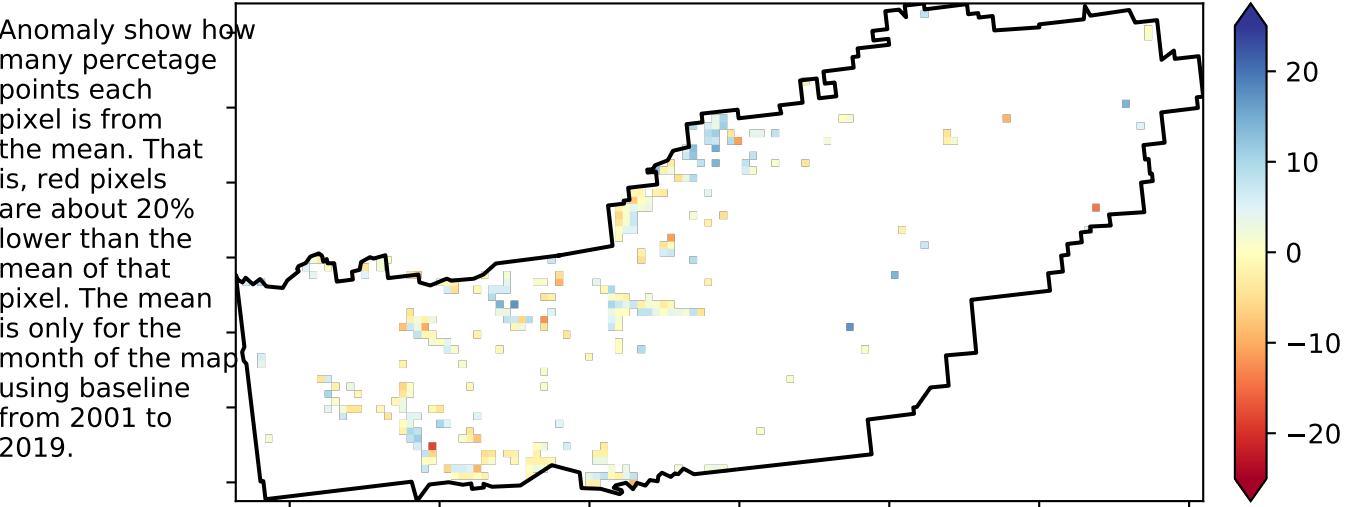 Anomaly show how
many percetage
points each
pixel is from
the mean. That
is, red pixels
are about 20%
lower than the
mean of that
pixel. The mean
is only for the
month of the map
using baseline
from 2001 to
2019.
20
10
0
−10
−20